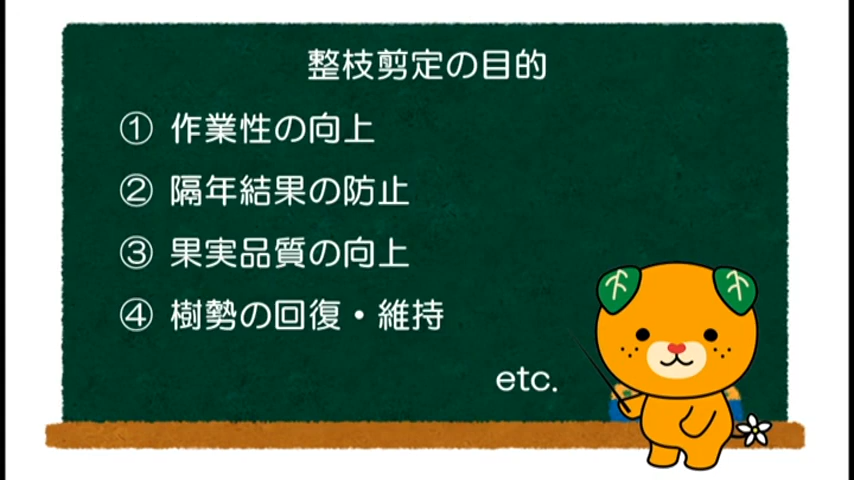 整枝剪定の目的
① 作業性の向上
② 隔年結果の防止
③ 果実品質の向上
④ 樹勢の回復・維持
etc.